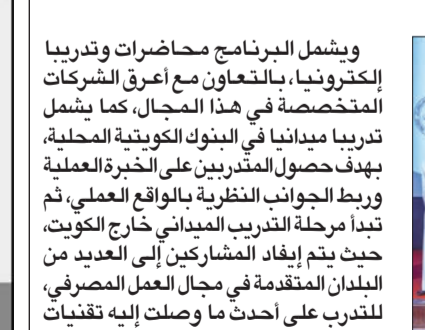 ويشمل البرنامج محاضرات وتدريبا
إلكترونيا، بالتعاون مع أعرق الشركات
المتخصصة في هذا المجال، كما يشمل
تدريبا ميدانيا في البنوك الكويتية المحلية،
بهدف حصول المتدربين على الخبرة العملية
وربط الجوانب النظرية بالواقع العملي، ثم
تبدأ مرحلة التدريب الميداني خارج الكويت،
حيث يتم إيفاد المشاركين إلى العديد من
البلدان المتقدمة في مجال العمل المصرفي،
للتدرب على أحدث ما وصلت إليه تقنيات